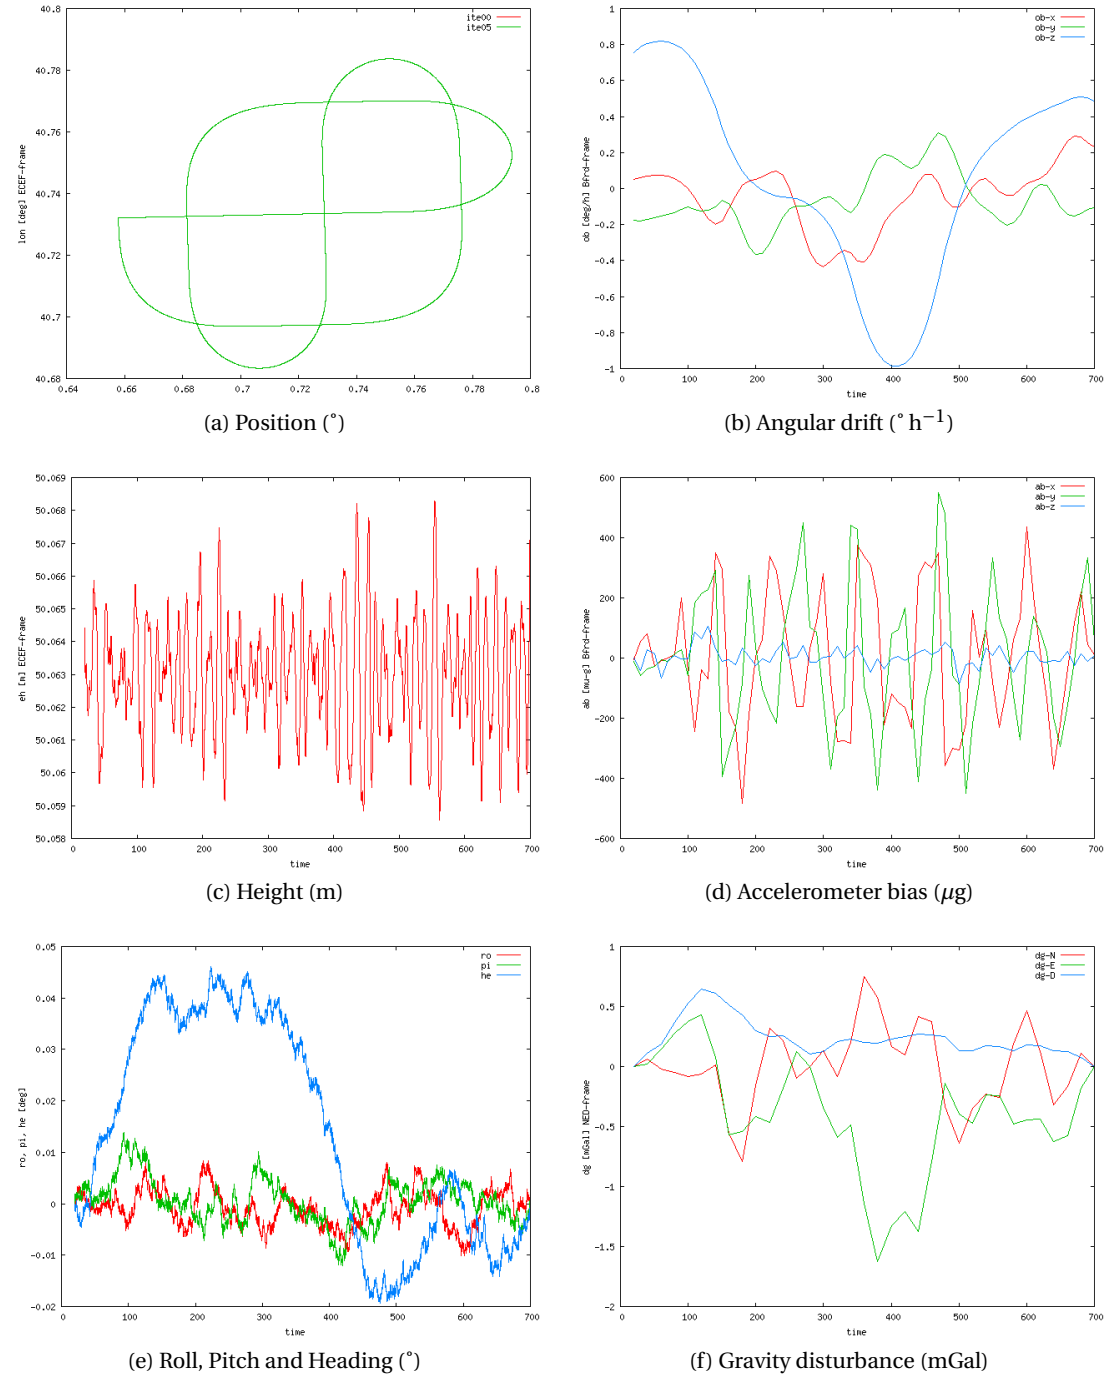 40.8
40.78
40.76
40.74
40.72
40.7
40.68
0.64 0.66 0.68 0.7 0.72 0.74 0.76 0.78 0.8
lon [deg] ECEF-frame
ite00
ite05
(a) Position (°)
1
0.8
0.6
0.4
0.2
0
-0.2
-0.4
-0.6
-0.8
-1
0 100 200 300 400 500 600 700
time
ob [deg/h] Bfrd-frame
ob-x
ob-y
ob-z
(b) Angular drift (° h−1)
50.069
50.068
50.067
50.066
50.065
50.064
50.063
50.062
50.061
50.06
50.059
50.058
0 100 200 300 400 500 600 700
time
eh [m] ECEF-frame
(c) Height (m)
600
400
200
0
-200
-400
-600
0 100 200 300 400 500 600 700
time
ab [mu-g] Bfrd-frame
ab-x
ab-y
ab-z
(d) Accelerometer bias (μg)
0.05
0.04
0.03
0.02
0.01
0
-0.01
-0.02
0 100 200 300 400 500 600 700
time
ro, pi, he [deg]
ro
pi
he
(e) Roll, Pitch and Heading (°)
1
0.5
0
-0.5
-1
-1.5
-2
0 100 200 300 400 500 600 700
time
dg [mGal] NED-frame
dg-N
dg-E
dg-D
(f) Gravity disturbance (mGal)